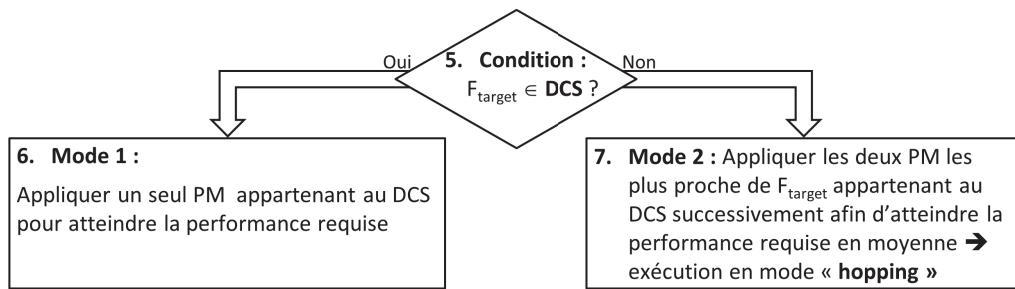 Oui
5. Condition :
Non
F_target ∈ DCS ?
6. Mode 1 :
Appliquer un seul PM appartenant au DCS
pour atteindre la performance requise
7. Mode 2 : Appliquer les deux PM les
plus proche de F_target appartenant au
DCS successivement afin d’atteindre la
performance requise en moyenne ➔
exécution en mode « hopping »